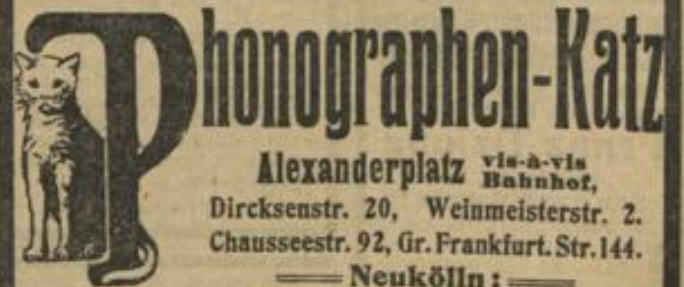 Phonographen-Katz
Alexanderplatz vis-à-vis Bahnhof,
Dircksenstr. 20, Weinmeisterstr. 2.
Chausseestr. 92, Gr. Frankfurt. Str. 144.
Neukölln: